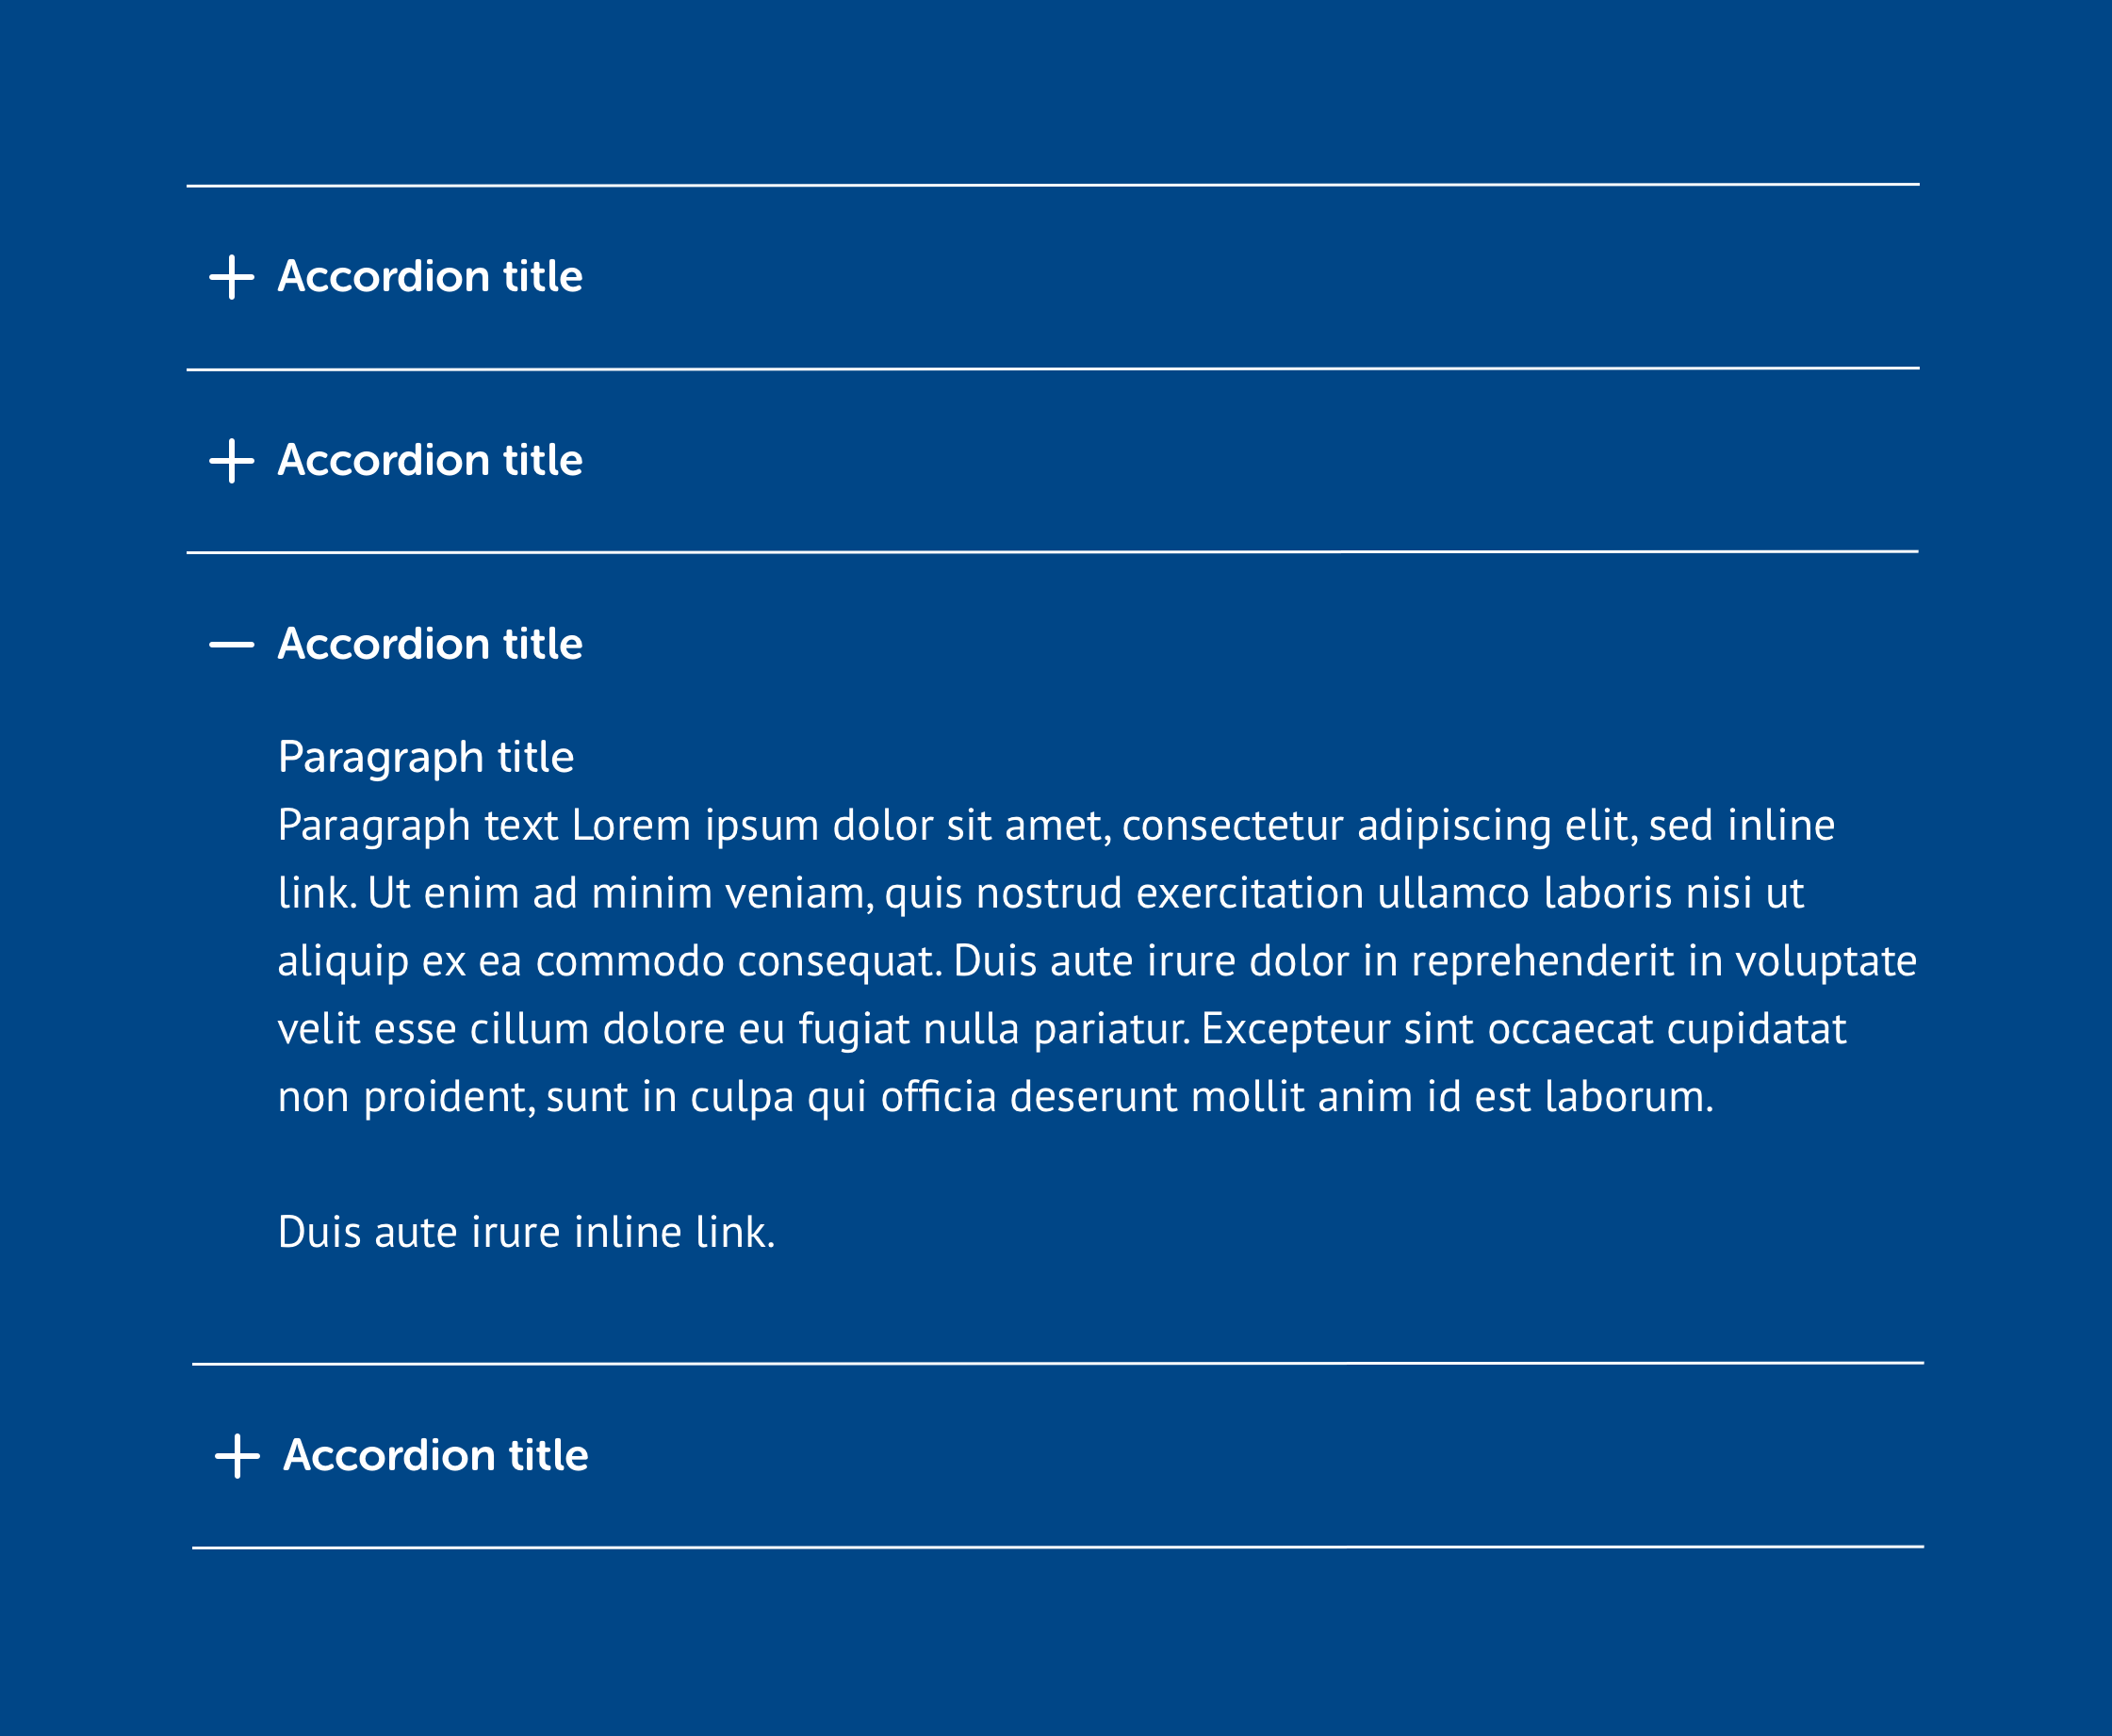 Accordion title
Accordion title
Accordion title
Paragraph title
Paragraph text Lorem ipsum dolor sit amet, consectetur adipiscing elit, sed inline
link. Ut enim ad minim veniam, quis nostrud exercitation ullamco laboris nisi ut
aliquip ex ea commodo consequat. Duis aute irure dolor in reprehenderit in voluptate
velit esse cillum dolore eu fugiat nulla pariatur. Excepteur sint occaecat cupidatat
non proident, sunt in culpa qui officia deserunt mollit anim id est laborum.
Duis aute irure inline link.
Accordion title